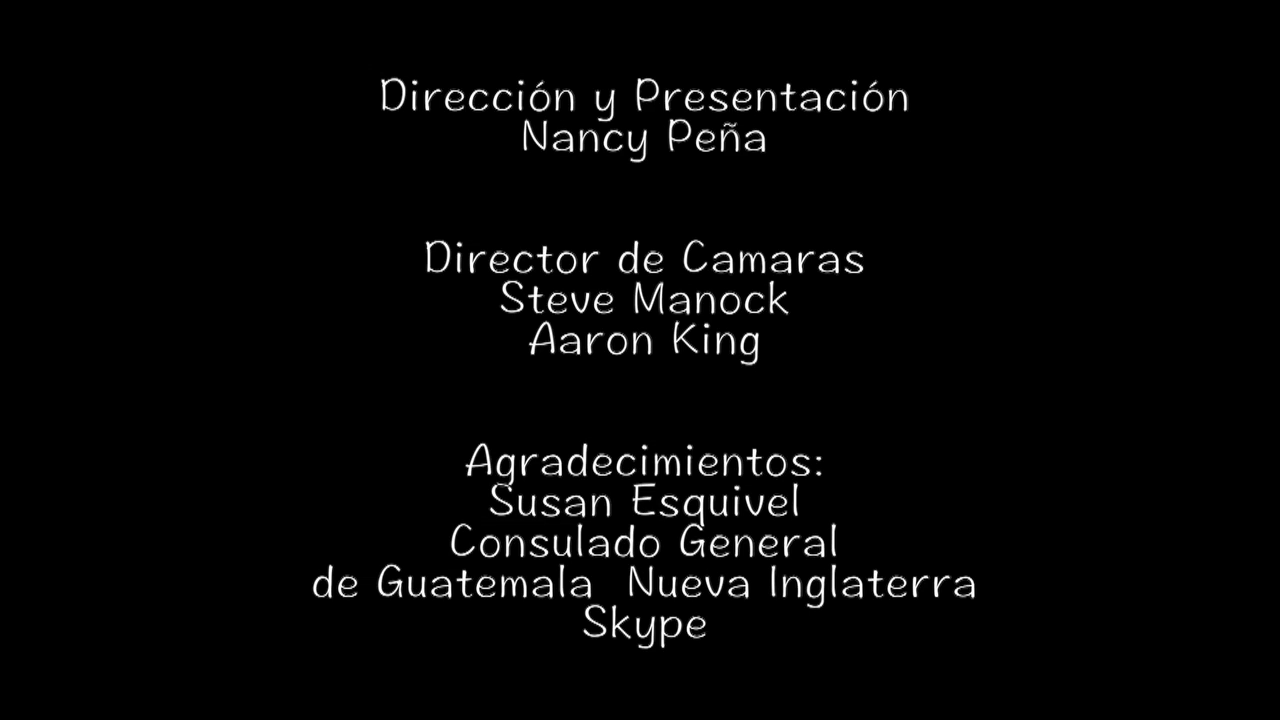 Dirección y Presentación
Nancy Peña
Director de Camaras
Steve Manock
Aaron King
Agradecimientos:
Susan Esquivel
Consulado General
de Guatemala  Nueva Inglaterra
Skype